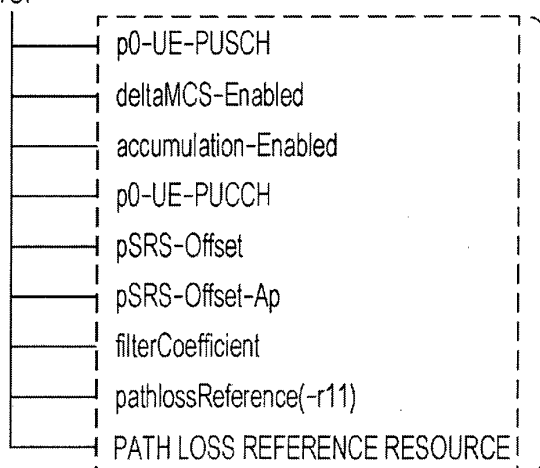 p0-UE-PUSCH
deltaMCS-Enabled
accumulation-Enabled
p0-UE-PUCCH
pSRS-Offset
pSRS-Offset-Ap
filterCoefficient
pathlossReference(-r11)
PATH LOSS REFERENCE RESOURCE